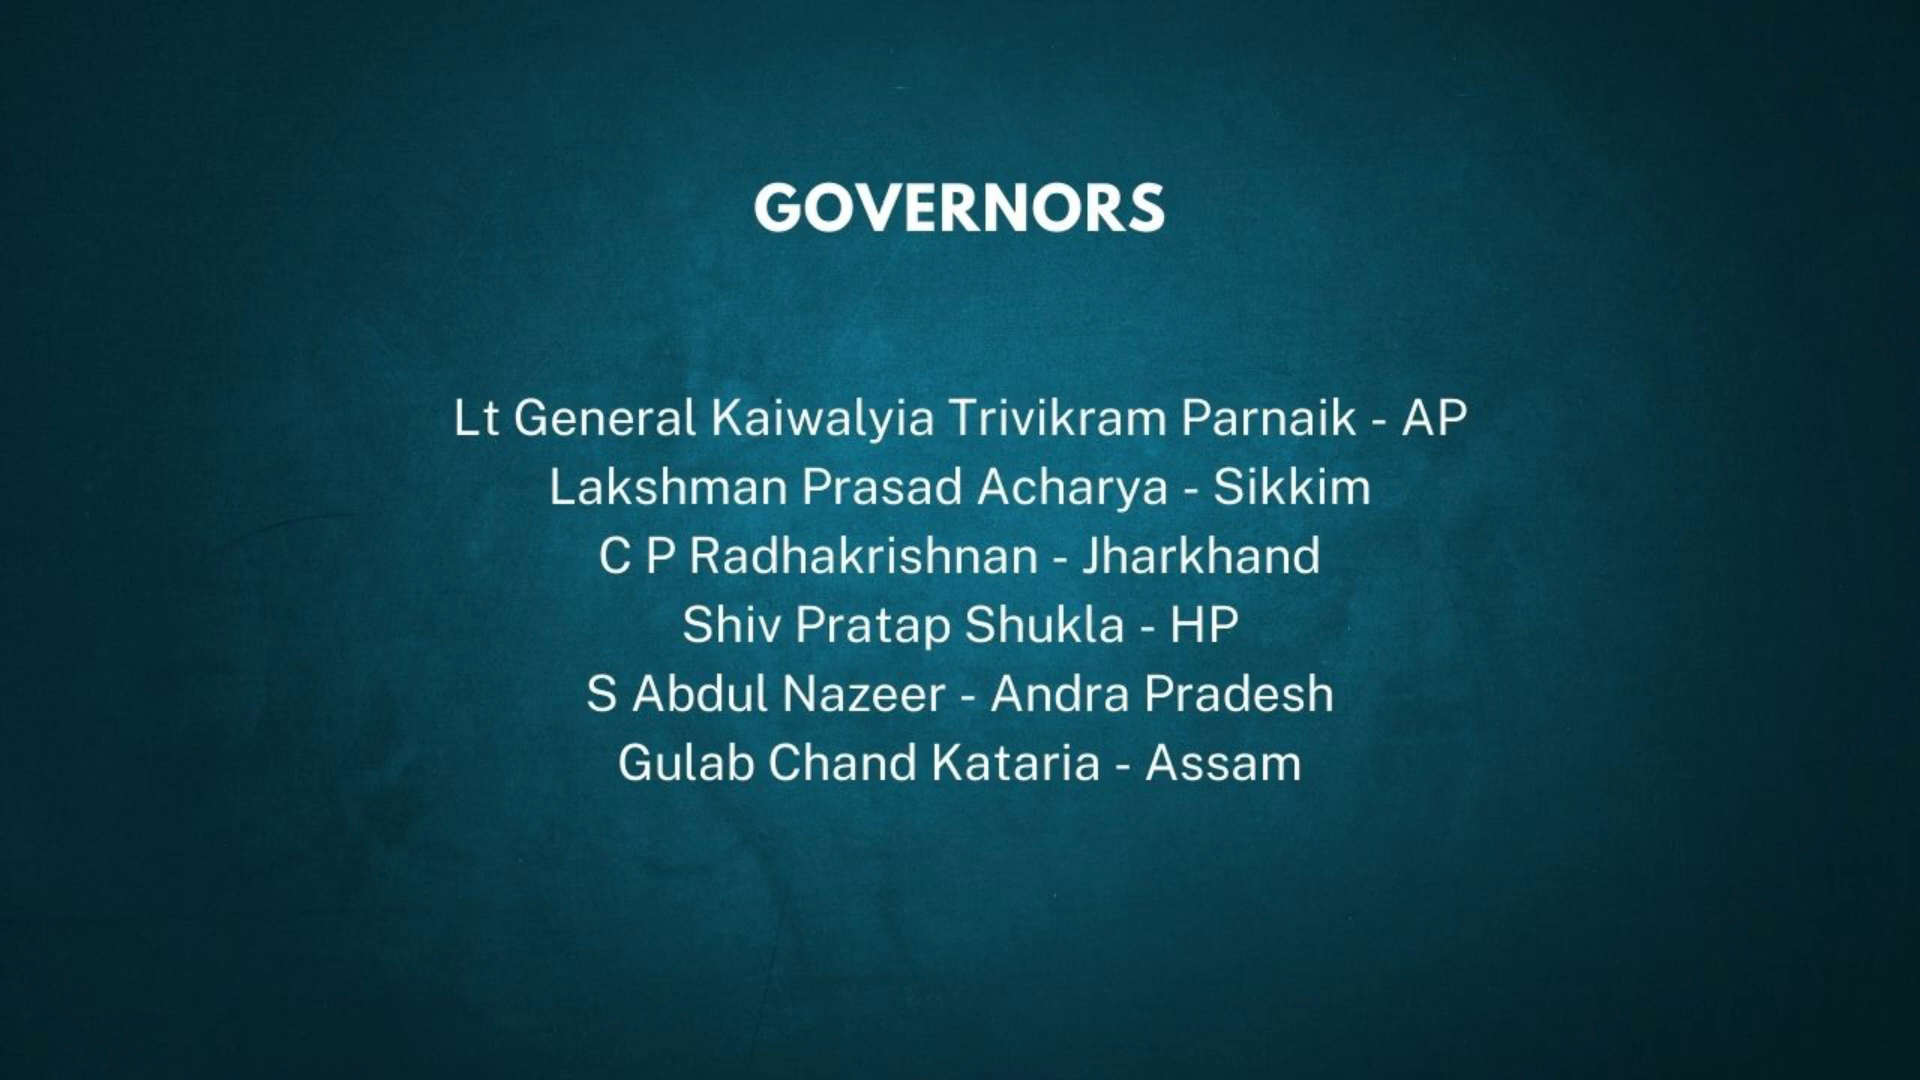 GOVERNORS
Lt General Kaiwalyia Trivikram Parnaik - AP
Lakshman Prasad Acharya - Sikkim
C P Radhakrishnan - Jharkhand
Shiv Pratap Shukla - HP
S Abdul Nazeer - Andra Pradesh
Gulab Chand Kataria - Assam